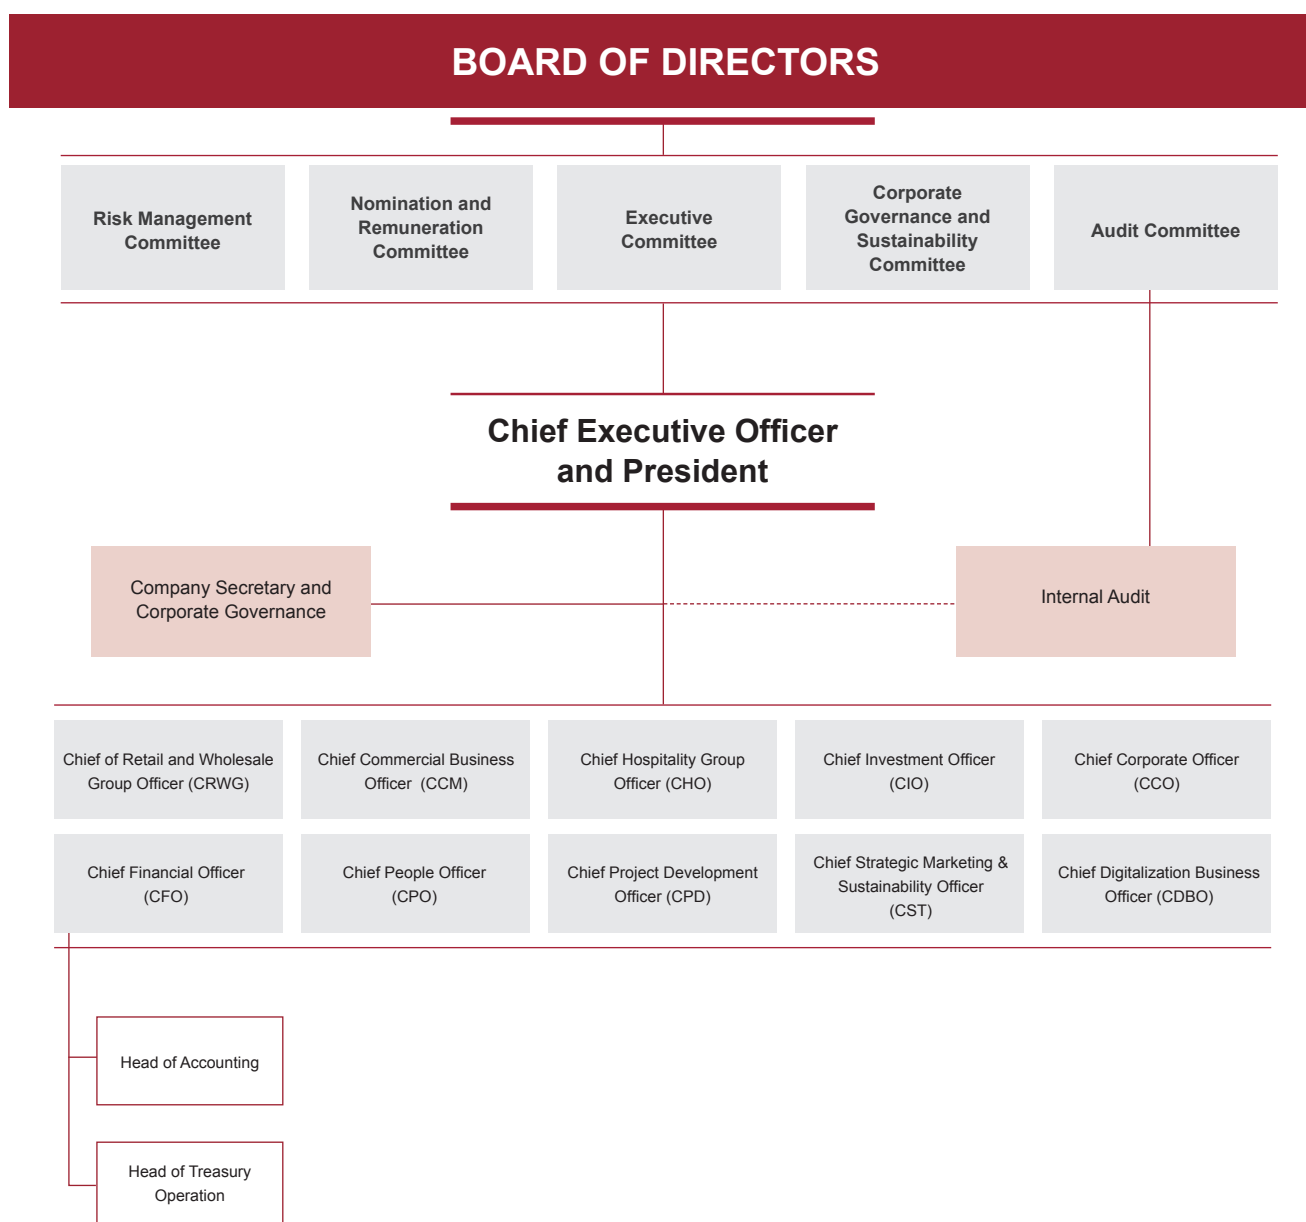 BOARD OF DIRECTORS
Risk Management
Committee
Nomination and
Remuneration
Committee
Executive
Committee
Corporate
Governance and
Sustainability
Committee
Audit Committee
Chief Executive Officer
and President
Company Secretary and
Corporate Governance
Internal Audit
Chief of Retail and Wholesale
Group Officer (CRWG)
Chief Commercial Business
Officer (CCM)
Chief Hospitality Group
Officer (CHO)
Chief Investment Officer
(CIO)
Chief Corporate Officer
(CCO)
Chief Financial Officer
(CFO)
Chief People Officer
(CPO)
Chief Project Development
Officer (CPD)
Chief Strategic Marketing &
Sustainability Officer
(CST)
Chief Digitalization Business
Officer (CDBO)
Head of Accounting
Head of Treasury
Operation